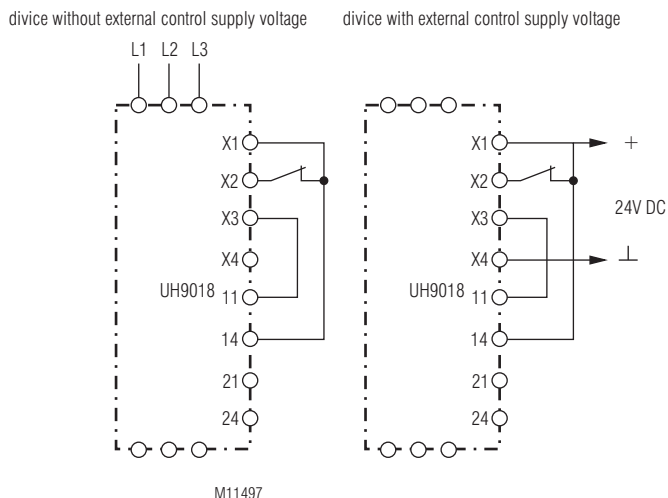 divice without external control supply voltage
divice with external control supply voltage
L1 L2 L3
X1
X2
X3
X4
UH9018
11
14
21
24
X1
+
X2
24V DC
X3
X4
⊥
UH9018
11
14
21
24
M11497